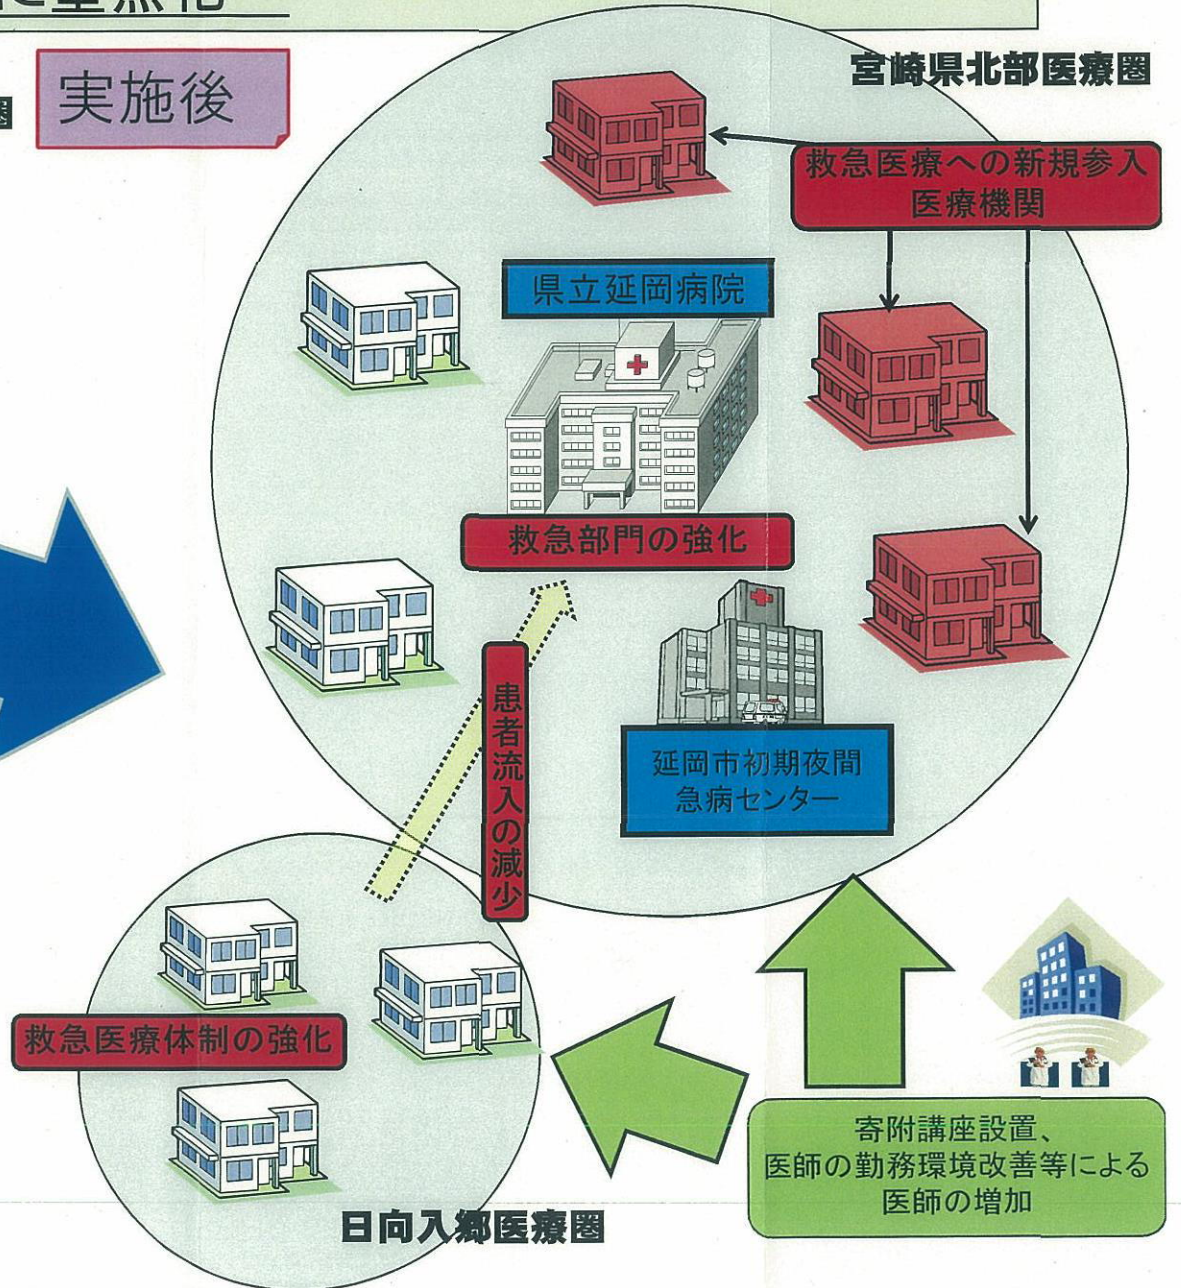 に重点化
圏
実施後
宮崎県北部医療圏
救急医療への新規参入
医療機関
県立延岡病院
救急部門の強化
患者流入の減少
延岡市初期夜間
急病センター
救急医療体制の強化
寄附講座設置、
医師の勤務環境改善等による
医師の増加
日向入郷医療圏